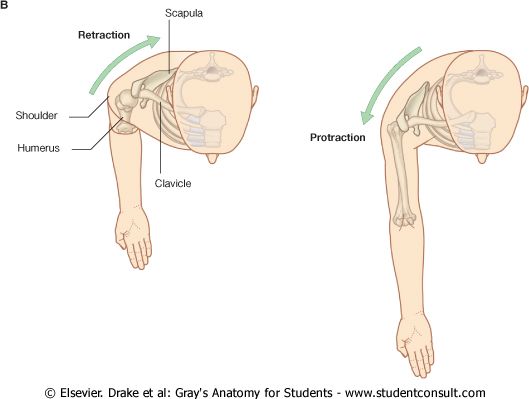 B
Scapula
Retraction
Shoulder
Humerus
Clavicle
Protraction
© Elsevier. Drake et al: Gray's Anatomy for Students - www.studentconsult.com